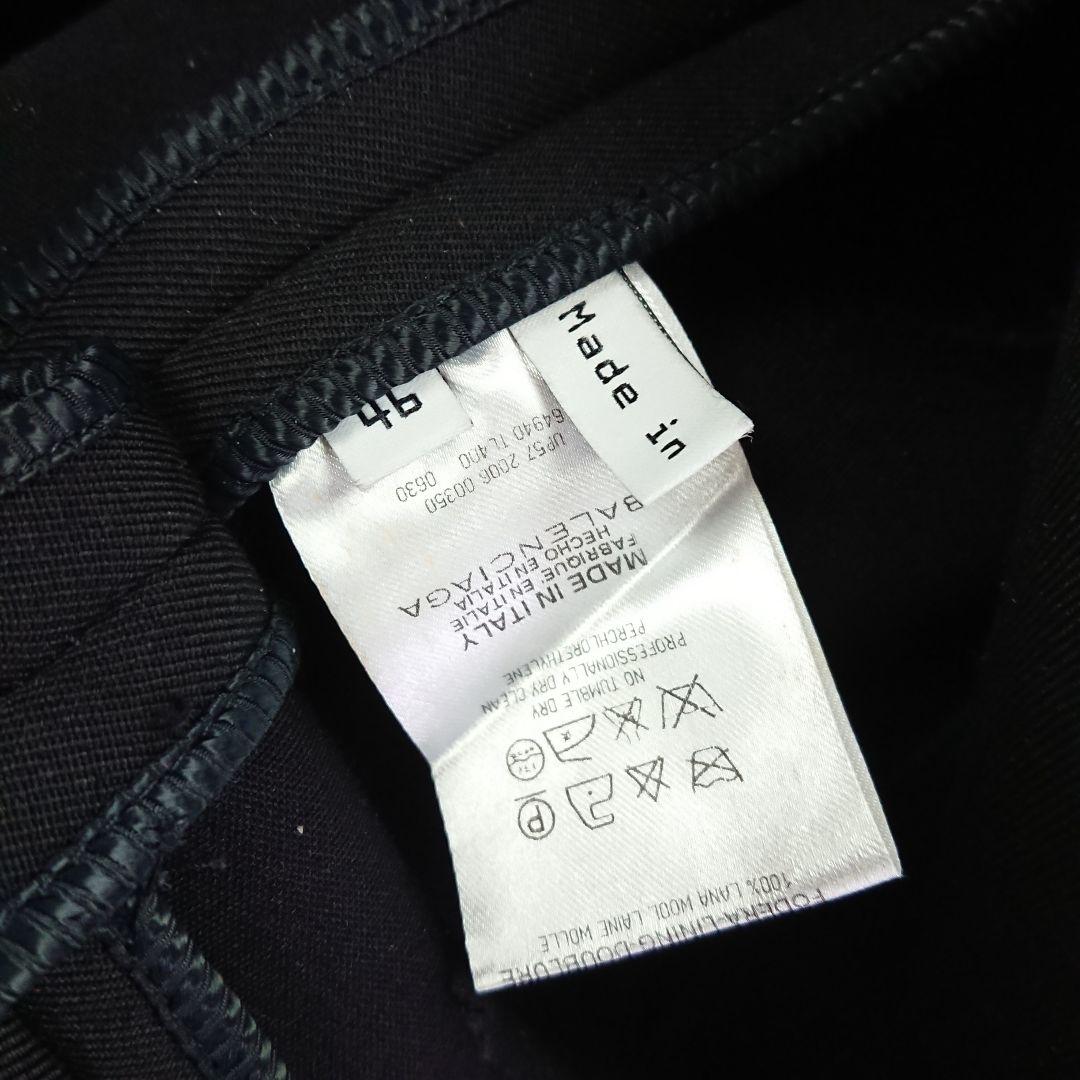 Made in
FODERA-LINING-DOUBLURE
100% LANA WOOL LAINE WOLLE
P
NO TUMBLE DRY
PROFESSIONALLY DRY CLEAN
PERCHLORETHYLENE
MADE IN ITALY
FABRIQUE' EN ITALIE
HECHO EN ITALIA
BALENCIAGA
UP57 2006 00350
64940 TL400 0630